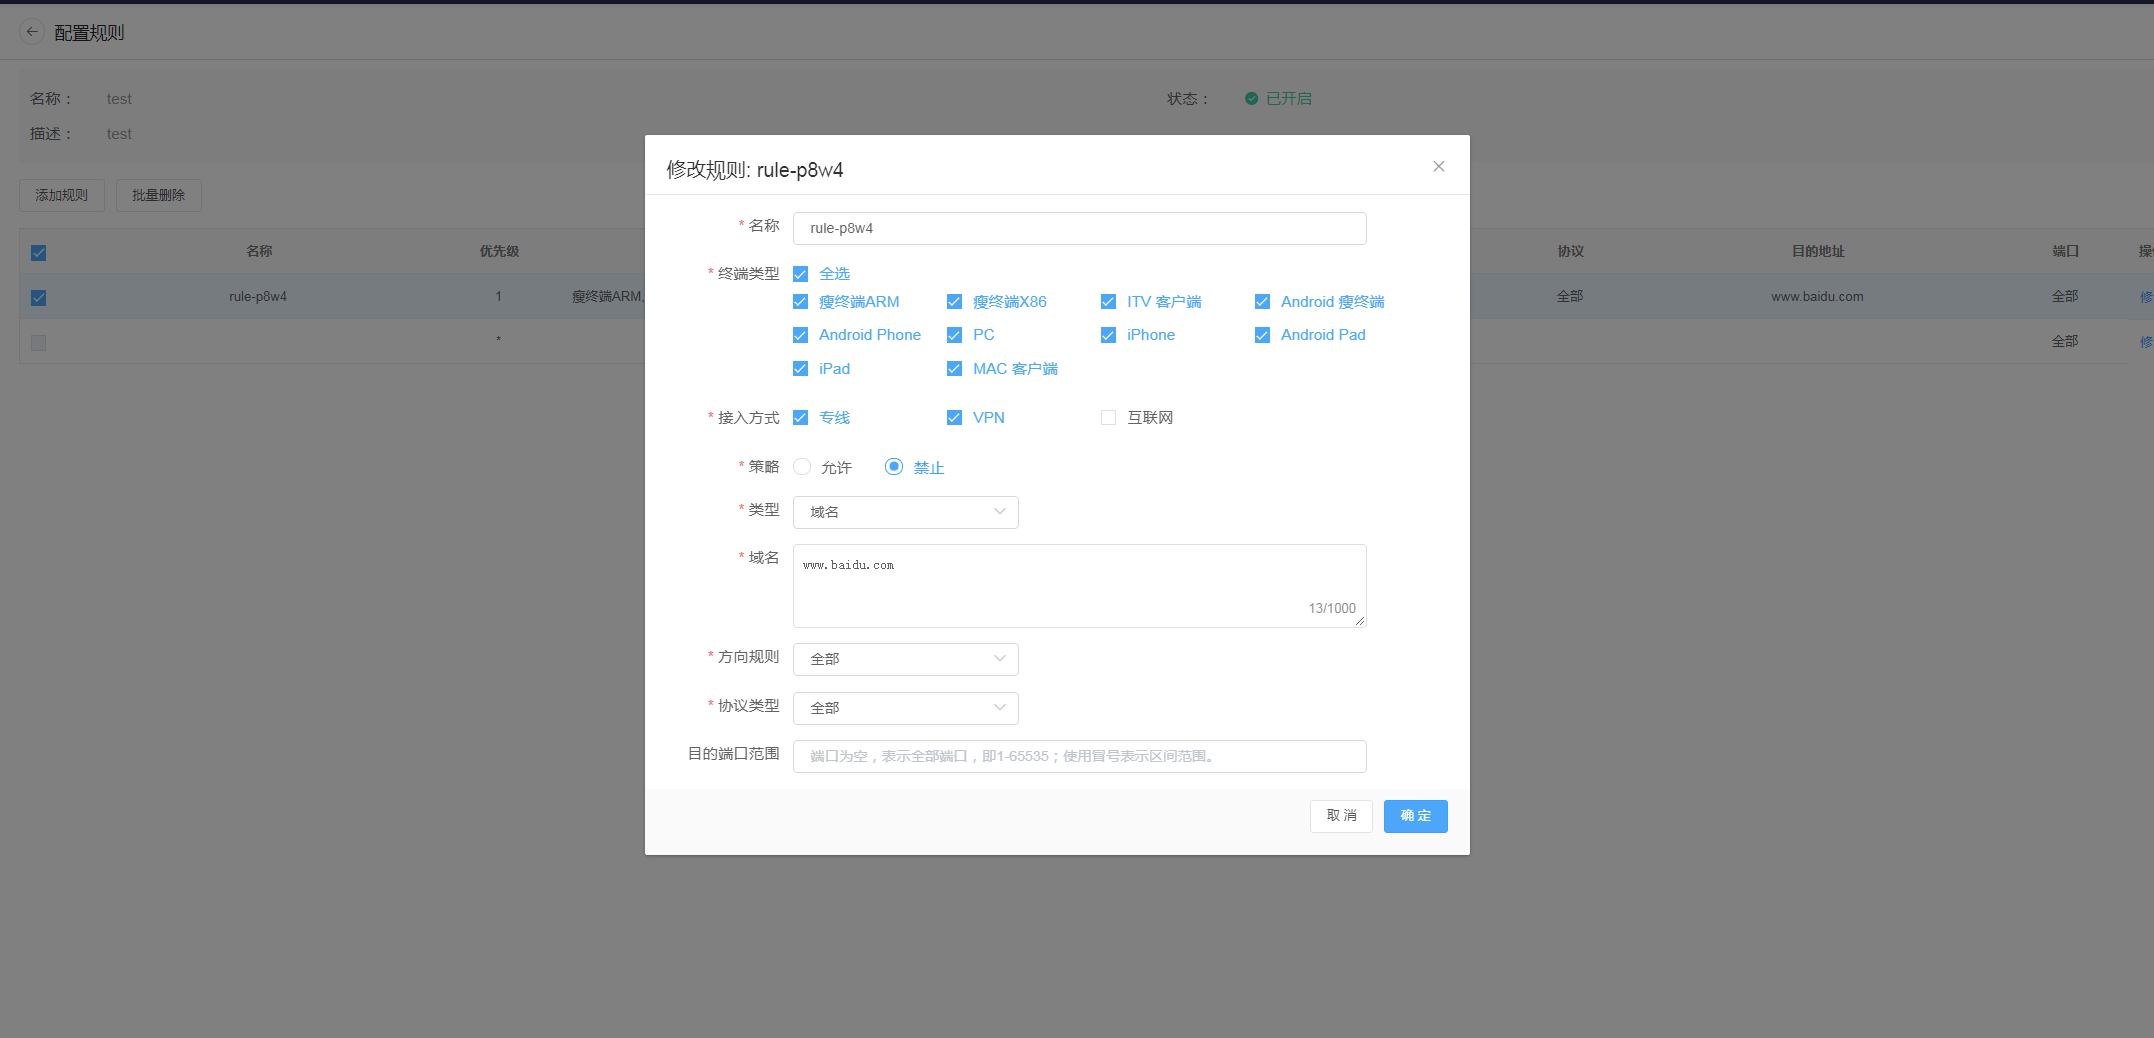 配置规则
名称： test 状态： 已开启
描述： test
添加规则 批量删除
名称 优先级 协议 目的地址 端口
rule-p8w4 1 瘦终端ARM, 全部 www.baidu.com 全部 修
* 全部 修
修改规则: rule-p8w4
* 名称 rule-p8w4
* 终端类型 全选
瘦终端ARM 瘦终端X86 ITV 客户端 Android 瘦终端
Android Phone PC iPhone Android Pad
iPad MAC 客户端
* 接入方式 专线 VPN 互联网
* 策略 允许 禁止
* 类型 域名
* 域名 www.baidu.com
13/1000
* 方向规则 全部
* 协议类型 全部
目的端口范围 端口为空，表示全部端口，即1-65535；使用冒号表示区间范围。
取消 确定